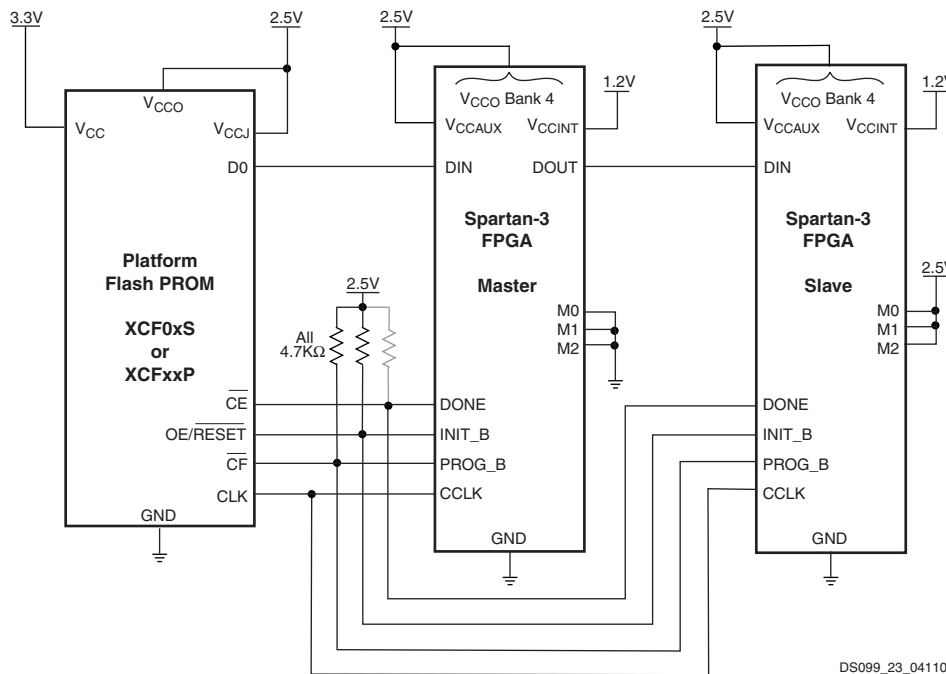 3.3V
2.5V
VCCO
VCC
VCCJ
D0
Platform
Flash PROM
XCF0xS
or
XCFxxP
CE
OE/RESET
CF
CLK
GND
2.5V
All
4.7KΩ
2.5V
VCCO Bank 4
1.2V
VCCAUX
VCCINT
DIN
DOUT
Spartan-3
FPGA
Master
M0
M1
M2
DONE
INIT_B
PROG_B
CCLK
GND
2.5V
VCCO Bank 4
1.2V
VCCAUX
VCCINT
DIN
Spartan-3
FPGA
Slave
2.5V
M0
M1
M2
DONE
INIT_B
PROG_B
CCLK
GND
DS099_23_04110